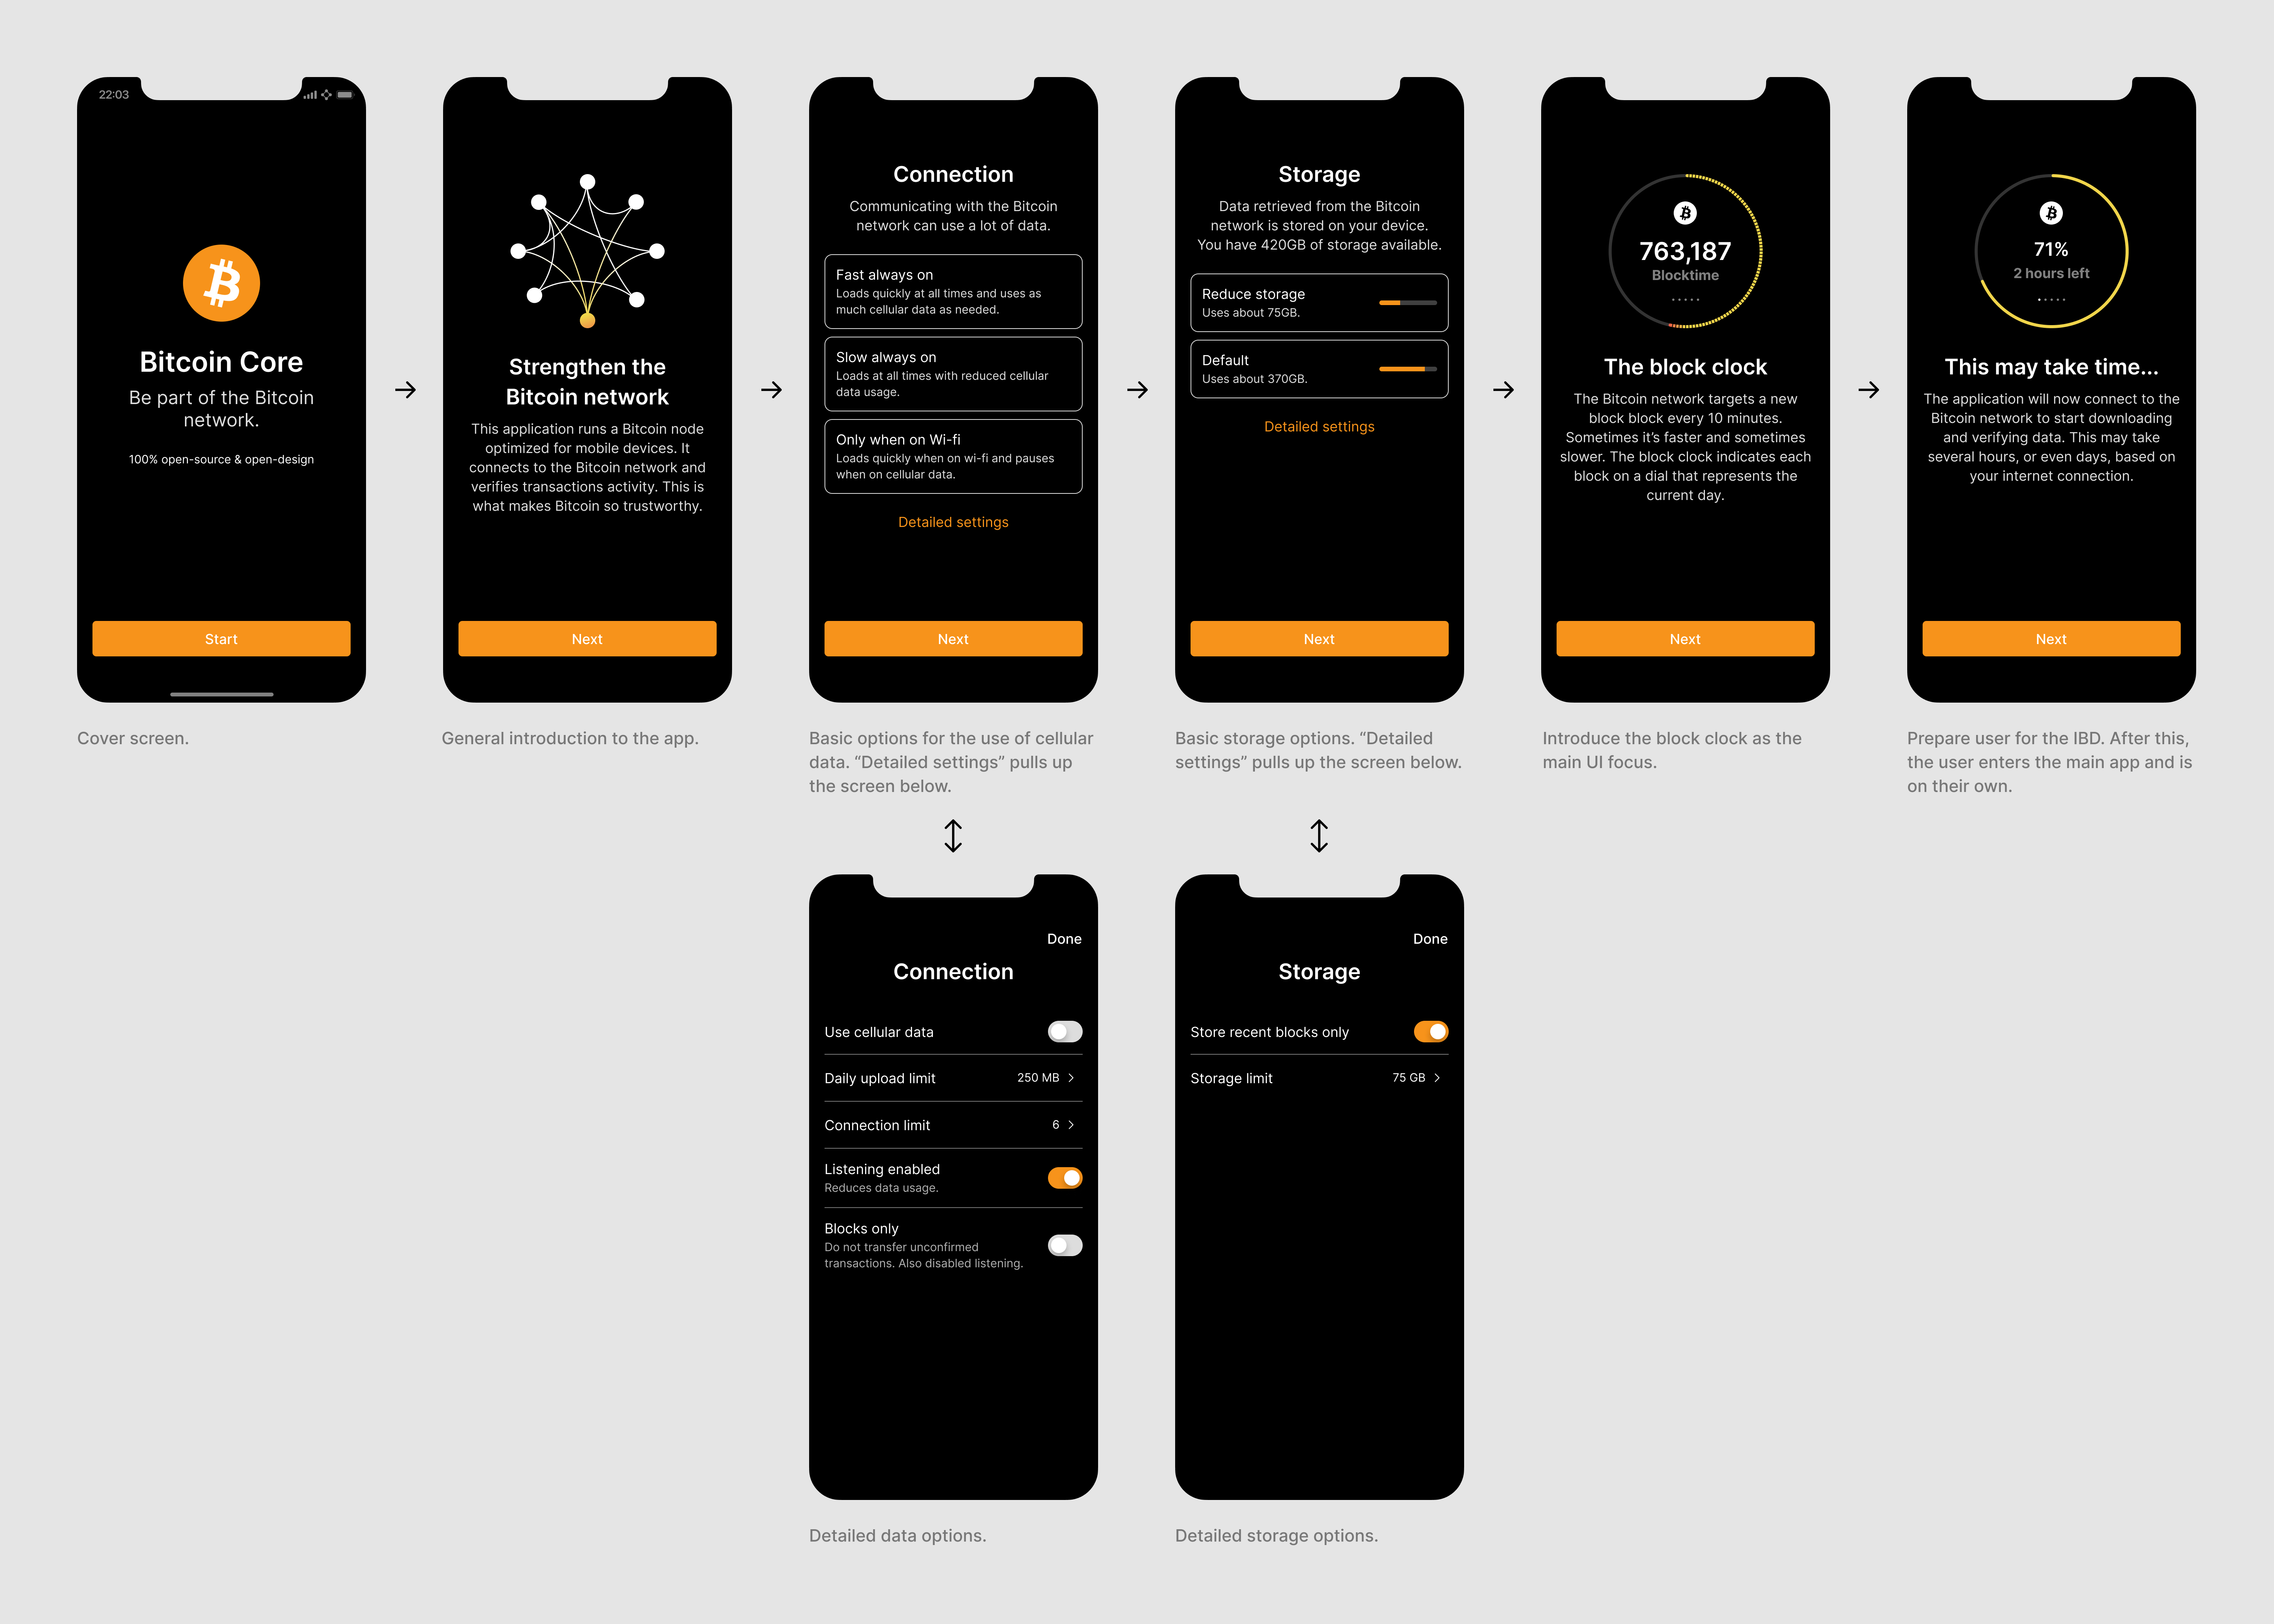 22:03
Bitcoin Core
Be part of the Bitcoin
network.
100% open-source & open-design
Start
Cover screen.
Strengthen the
Bitcoin network
This application runs a Bitcoin node
optimized for mobile devices. It
connects to the Bitcoin network and
verifies transactions activity. This is
what makes Bitcoin so trustworthy.
Next
General introduction to the app.
Connection
Communicating with the Bitcoin
network can use a lot of data.
Fast always on
Loads quickly at all times and uses as
much cellular data as needed.
Slow always on
Loads at all times with reduced cellular
data usage.
Only when on Wi-fi
Loads quickly when on wi-fi and pauses
when on cellular data.
Detailed settings
Next
Basic options for the use of cellular
data. “Detailed settings” pulls up
the screen below.
Storage
Data retrieved from the Bitcoin
network is stored on your device.
You have 420GB of storage available.
Reduce storage
Uses about 75GB.
Default
Uses about 370GB.
Detailed settings
Next
Basic storage options. “Detailed
settings” pulls up the screen below.
763,187
Blocktime
The block clock
The Bitcoin network targets a new
block block every 10 minutes.
Sometimes it’s faster and sometimes
slower. The block clock indicates each
block on a dial that represents the
current day.
Next
Introduce the block clock as the
main UI focus.
71%
2 hours left
This may take time...
The application will now connect to the
Bitcoin network to start downloading
and verifying data. This may take
several hours, or even days, based on
your internet connection.
Next
Prepare user for the IBD. After this,
the user enters the main app and is
on their own.
Done
Connection
Use cellular data
Daily upload limit 250 MB
Connection limit 6
Listening enabled
Reduces data usage.
Blocks only
Do not transfer unconfirmed
transactions. Also disabled listening.
Detailed data options.
Done
Storage
Store recent blocks only
Storage limit 75 GB
Detailed storage options.